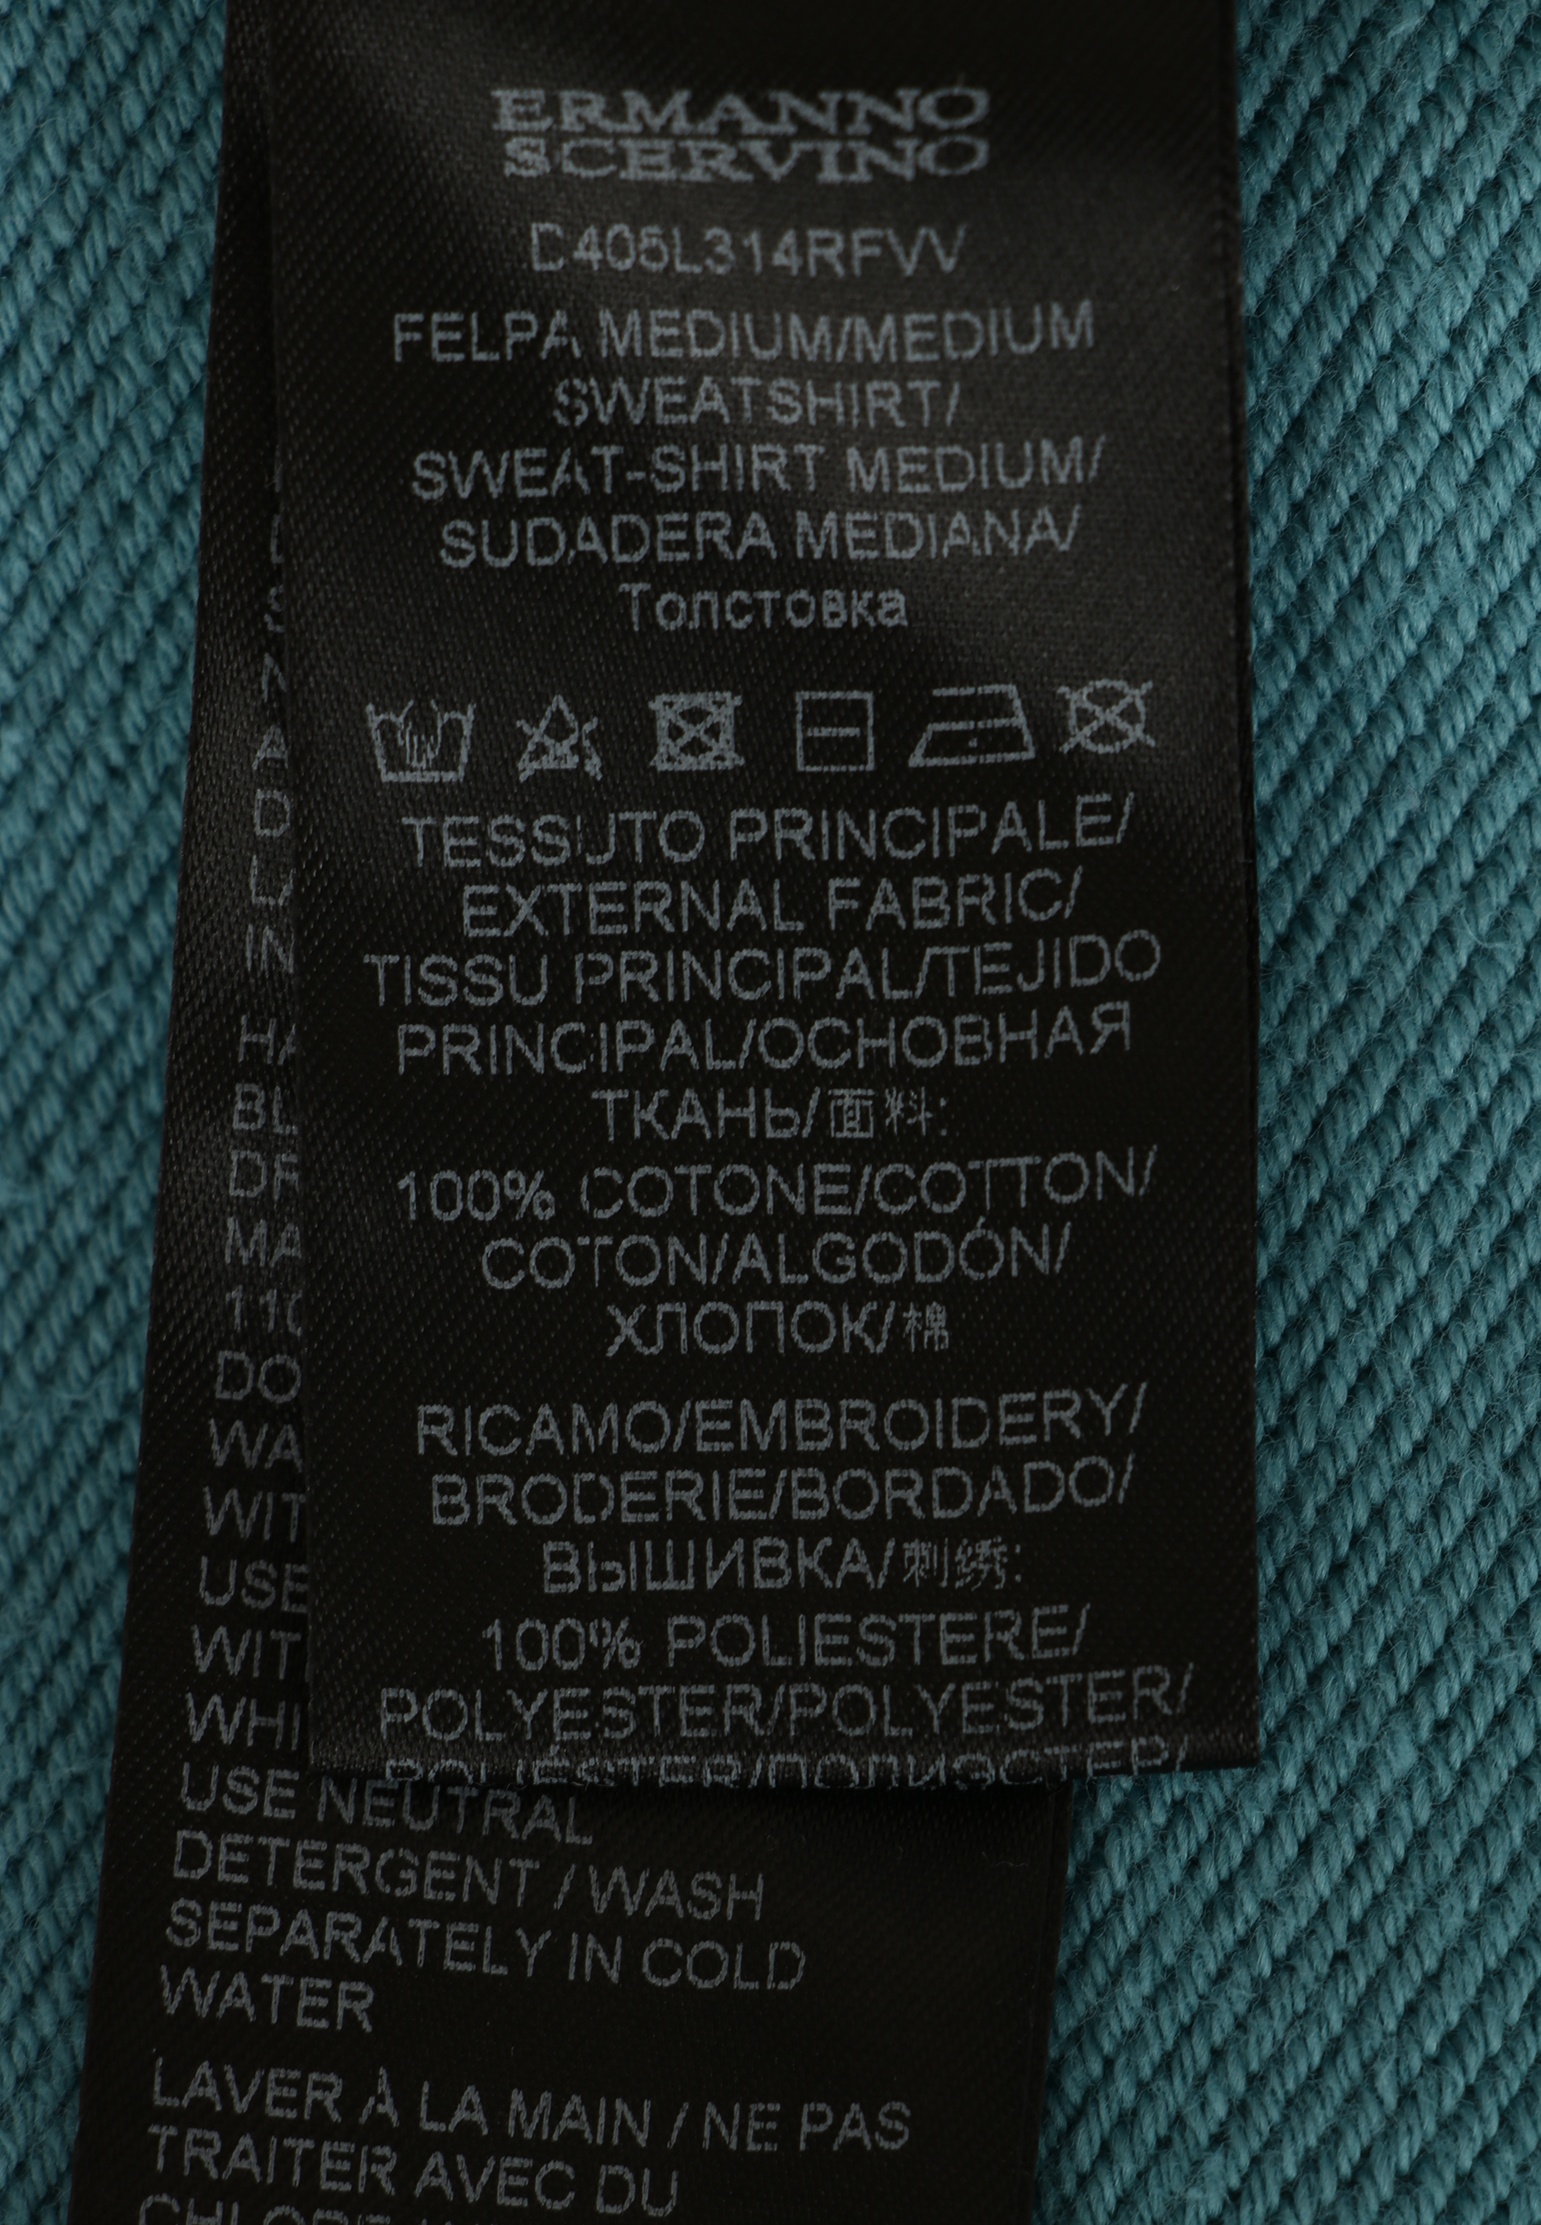 ERMANNO
SCERVINO
D405L314RFVV
FELPA MEDIUM/MEDIUM
SWEATSHIRT/
SWEAT-SHIRT MEDIUM/
SUDADERA MEDIANA/
Толстовка
TESSUTO PRINCIPALE/
EXTERNAL FABRIC/
TISSU PRINCIPAL/TEJIDO
PRINCIPAL/ОСНОВНАЯ
ТКАНЬ/面料:
100% COTONE/COTTON/
COTON/ALGODÓN/
ХЛОПОК/棉
RICAMO/EMBROIDERY/
BRODERIE/BORDADO/
ВЫШИВКА/刺绣:
100% POLIESTERE/
POLYESTER/POLYESTER/
POLIÉSTER/ПОЛИЭСТЕР/
USE NEUTRAL
DETERGENT / WASH
SEPARATELY IN COLD
WATER
LAVER À LA MAIN / NE PAS
TRAITER AVEC DU